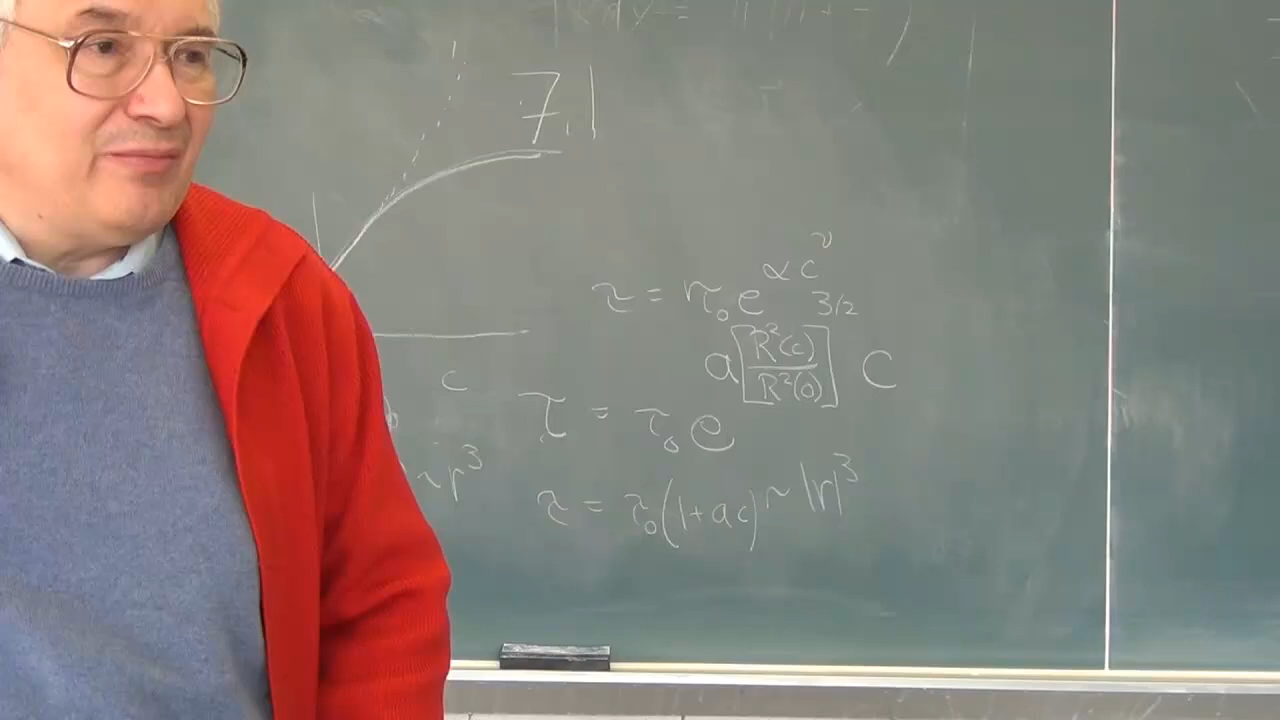 7.1
τ = τ₀ e^{αc^ν}
τ = τ₀ e^{a[R²(c)/R²(0)]^{3/2} c}
c
~r³
τ = τ₀(1+ac) ~ |r|³